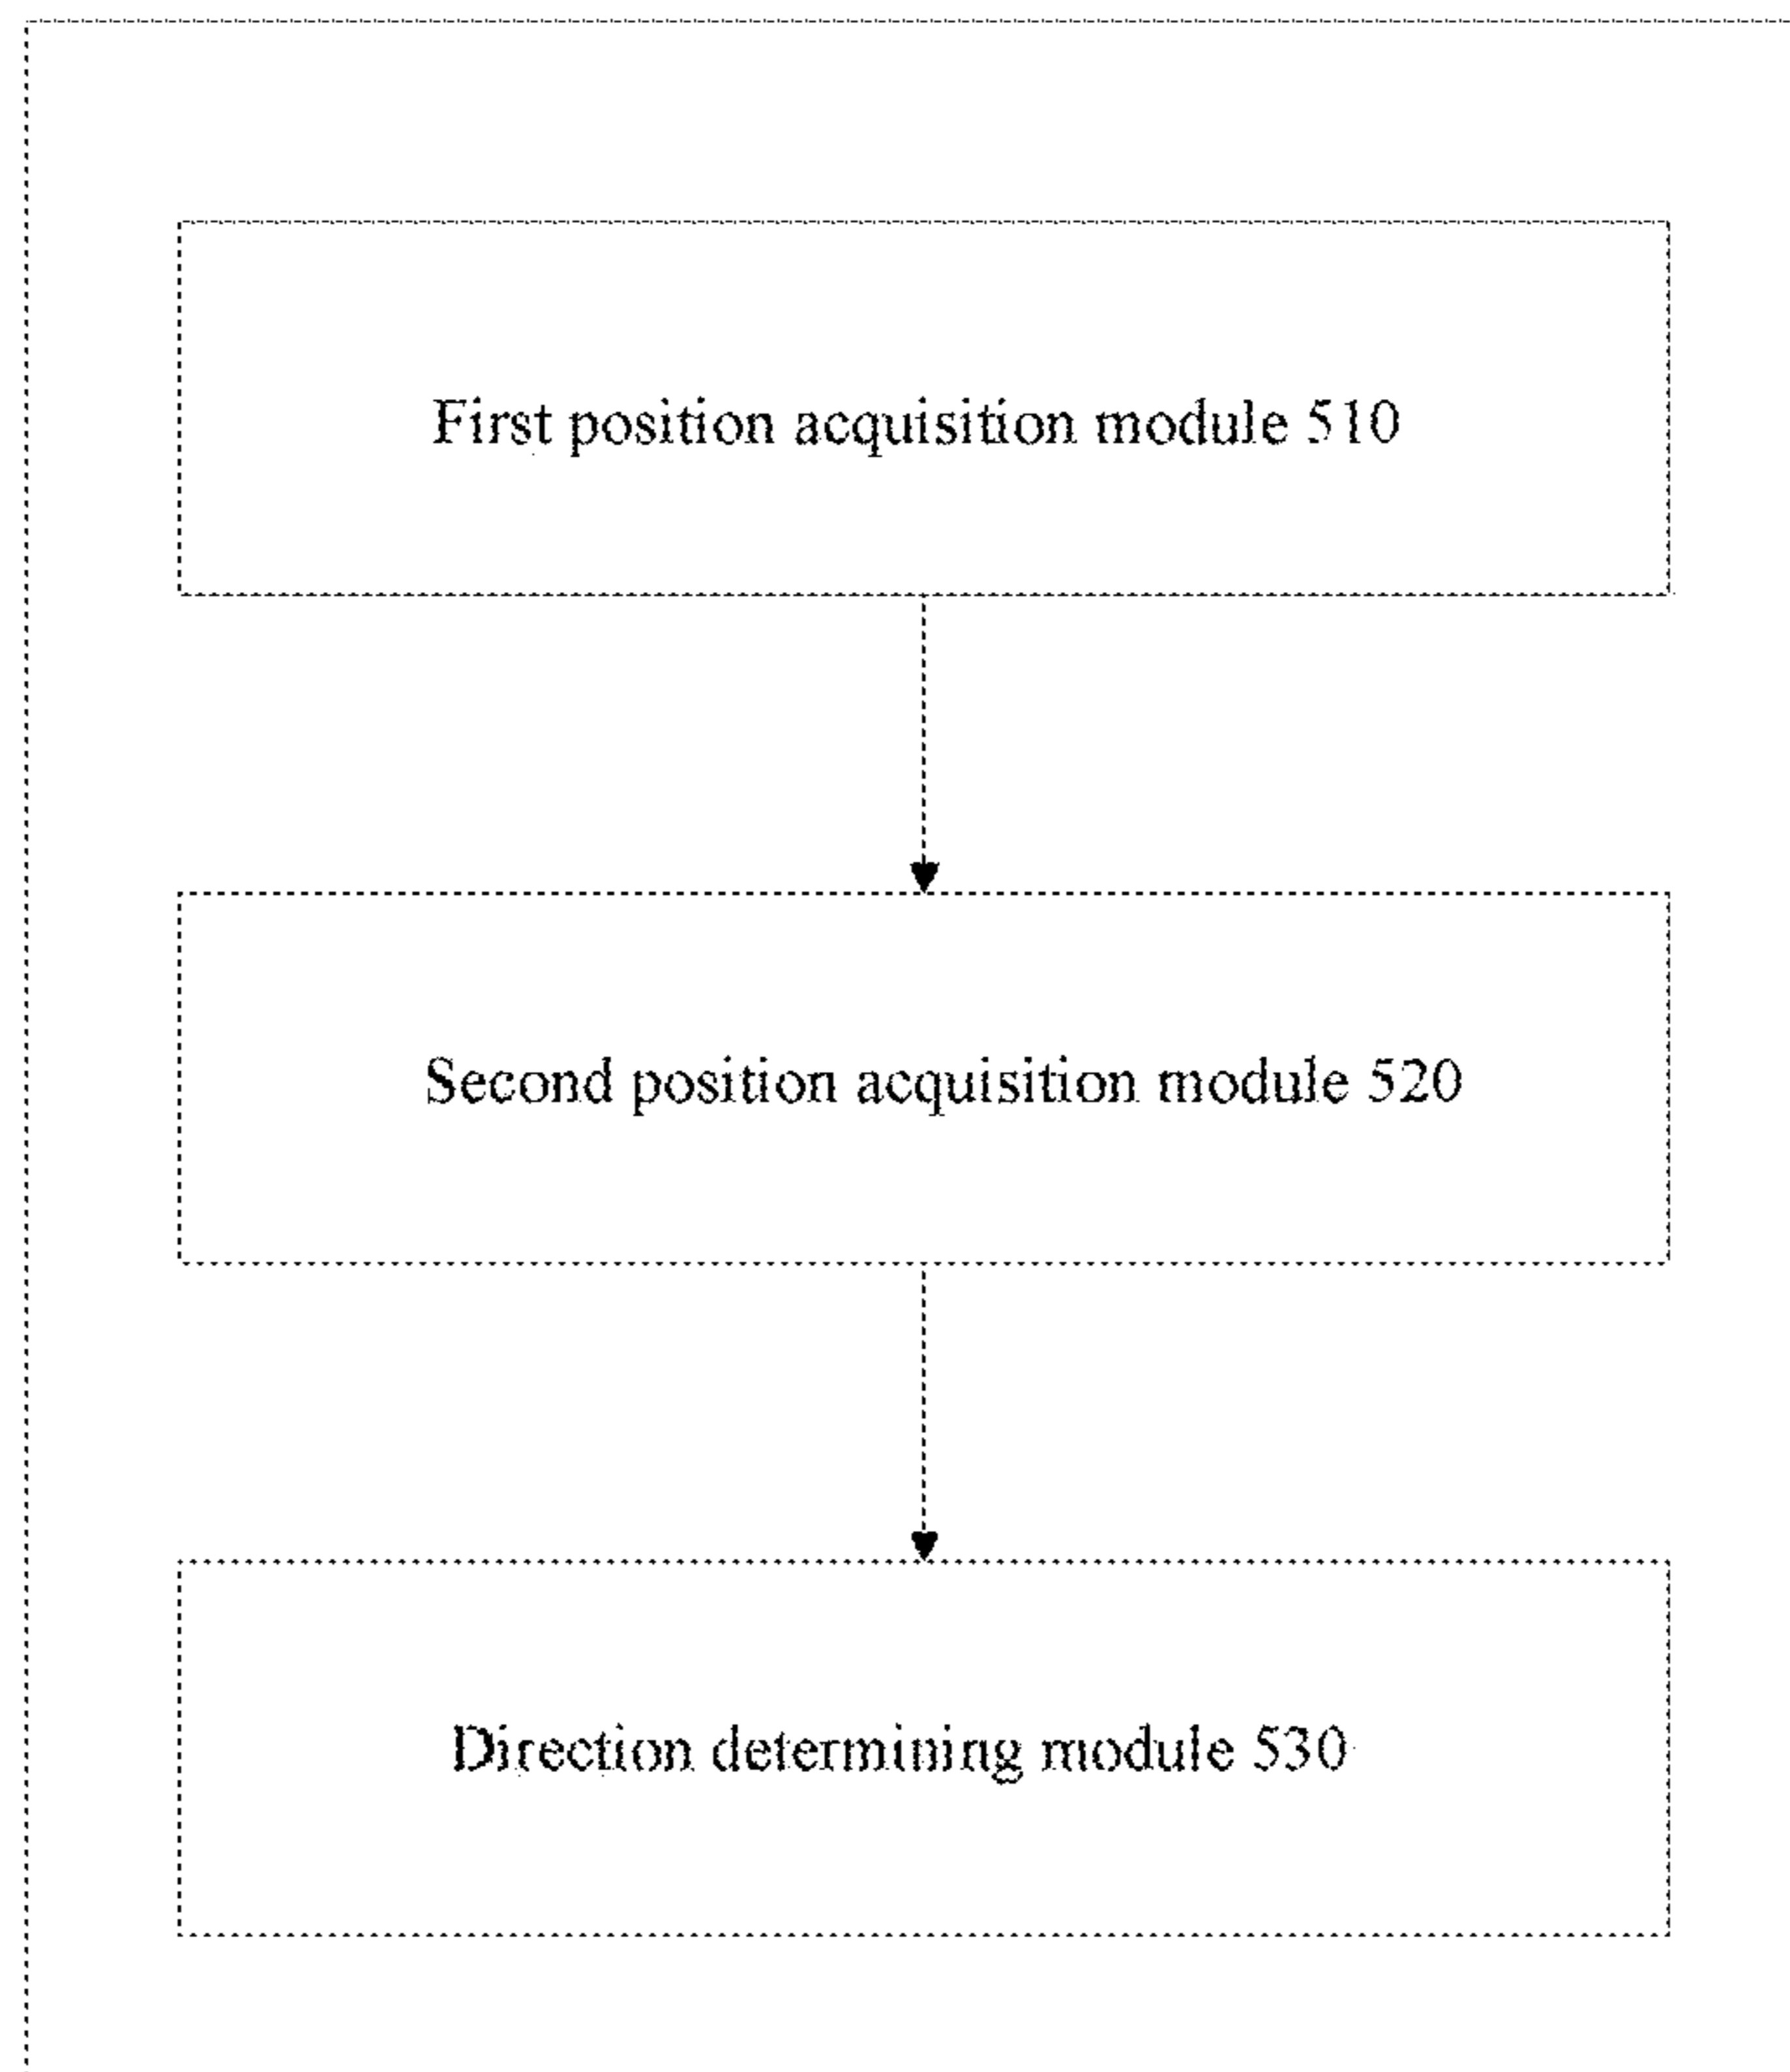 First position acquisition module 510
Second position acquisition module 520
Direction determining module 530